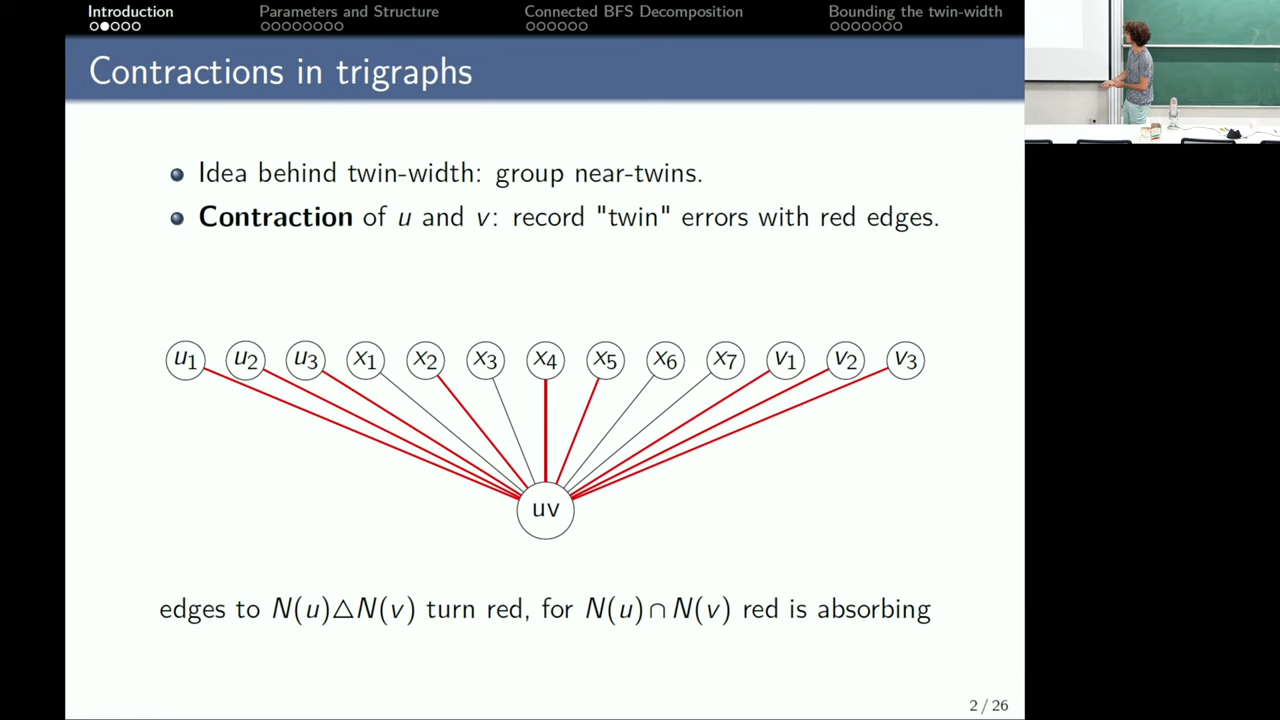 Introduction Parameters and Structure Connected BFS Decomposition Bounding the twin-width
Contractions in trigraphs
Idea behind twin-width: group near-twins.
Contraction of u and v: record "twin" errors with red edges.
u1 u2 u3 x1 x2 x3 x4 x5 x6 x7 v1 v2 v3
uv
edges to N(u)△N(v) turn red, for N(u)∩N(v) red is absorbing
2 / 26